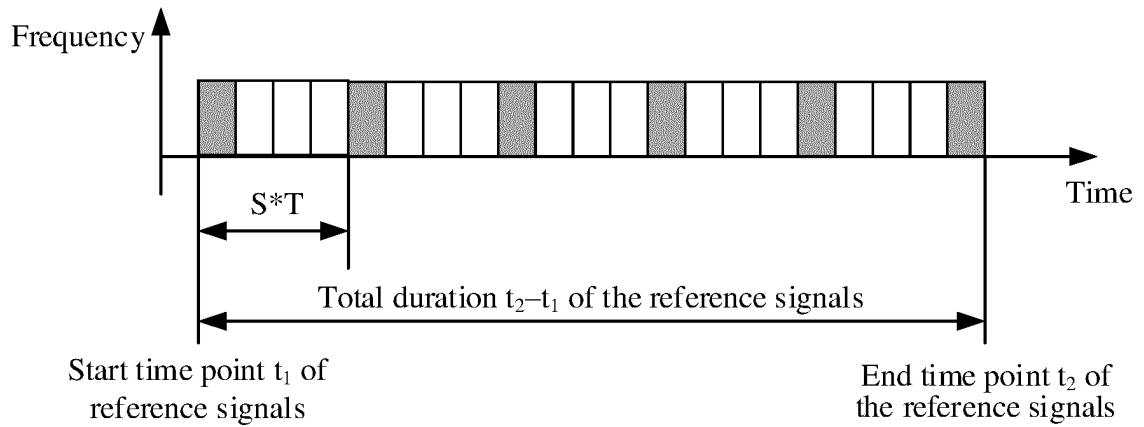 Frequency
Time
S*T
Total duration t₂–t₁ of the reference signals
Start time point t₁ of
reference signals
End time point t₂ of
the reference signals